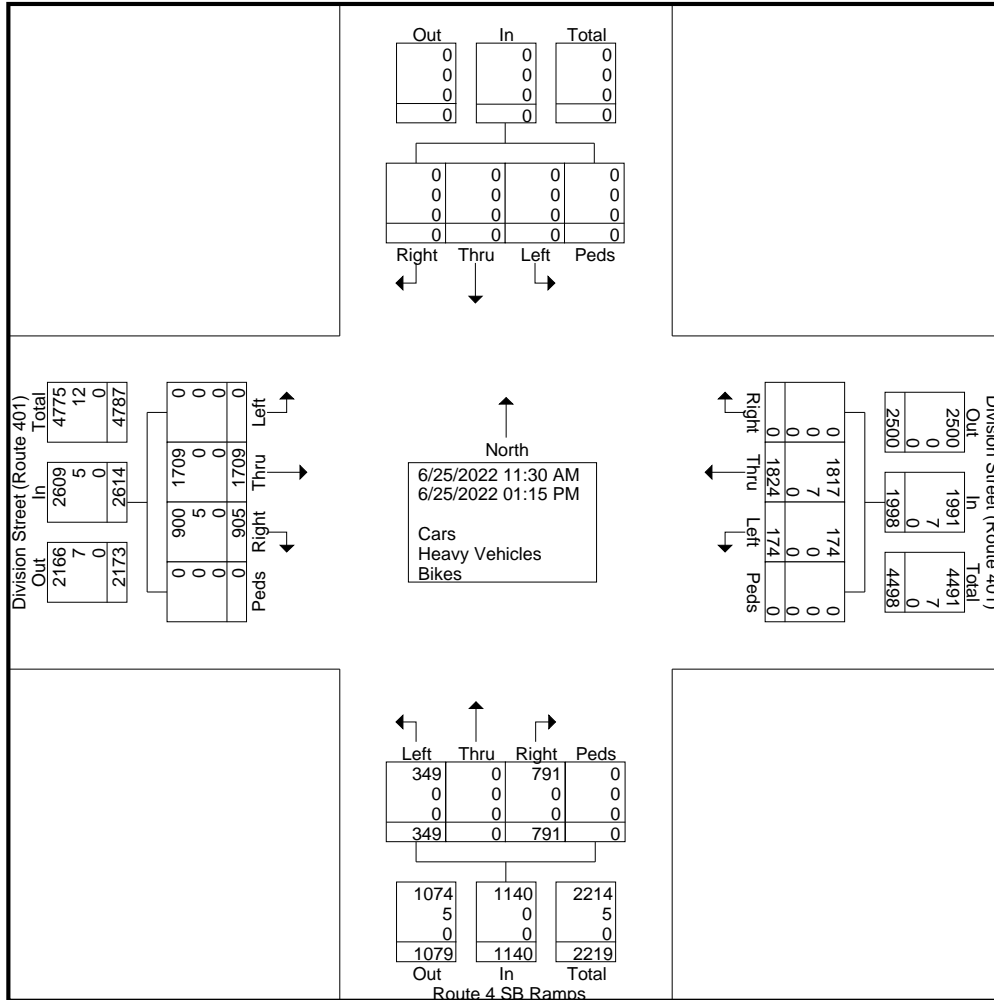 Out In Total
0 0 0
0 0 0
0 0 0
0 0 0
0 0 0 0
0 0 0 0
0 0 0 0
0 0 0 0
Right Thru Left Peds
Division Street (Route 401)
Total
4775 12 0 4787
In
2609 5 0 2614
Out
2166 7 0 2173
0 0 0 0 Left
1709 0 0 1709 Thru
900 5 0 905 Right
0 0 0 0 Peds
North
6/25/2022 11:30 AM
6/25/2022 01:15 PM
Cars
Heavy Vehicles
Bikes
Right 0 0 0 0
Thru 1824 0 7 1817
Left 174 0 0 174
Peds 0 0 0 0
Out
2500 0 0 2500
In
1998 0 7 1991
Total
4498 0 7 4491
Division Street (Route 401)
Left Thru Right Peds
349 0 791 0
0 0 0 0
0 0 0 0
349 0 791 0
1074 1140 2214
5 0 5
0 0 0
1079 1140 2219
Out In Total
Route 4 SB Ramps